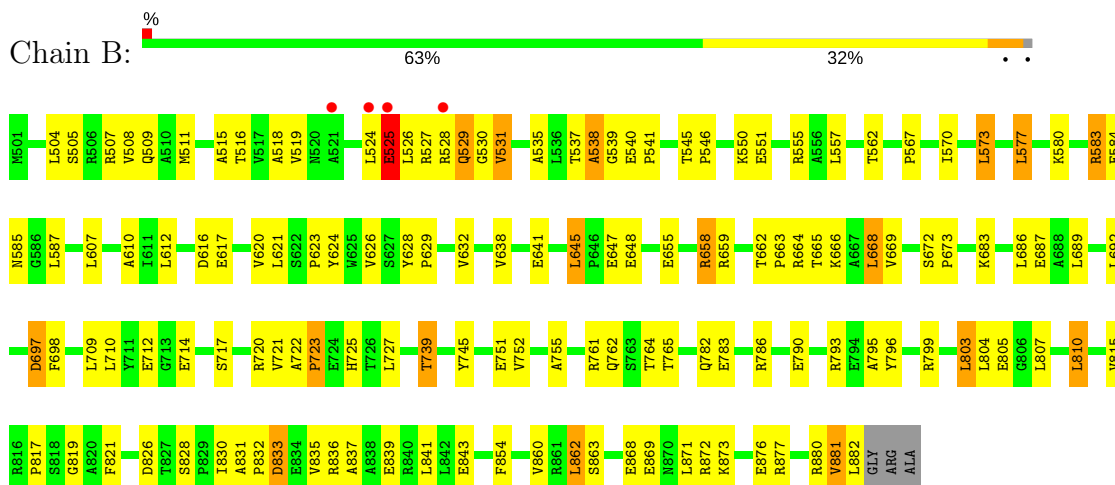 %
Chain B:
63% 32% • •
M501 L504 S505 R506 R507 V508 Q509 A510 M511 A515 T516 V517 A518 V519 N520 A521 L524 E525 L526 R527 R528 Q529 G530 V531 A535 L536 T537 A538 G539 E540 P541 T545 P546 K550 E551 R555 A556 L557 T562 P567 I570 L573 L577 K580 R583 E584
N585 G586 L587 L607 A610 I611 L612 D616 E617 V620 L621 S622 P623 Y624 W625 V626 S627 Y628 P629 V632 V638 E641 L645 P646 E647 E648 E655 R658 R659 T662 P663 R664 T665 K666 A667 L668 V669 S672 P673 K683 L686 E687 A688 L689 L692
D697 F698 L709 L710 Y711 E712 G713 E714 S717 R720 V721 A722 P723 E724 H725 T726 L727 T739 Y745 E751 V752 A755 R761 Q762 S763 T764 T765 Q782 E783 R786 E790 R793 E794 A795 Y796 R799 L803 L804 E805 G806 L807 L810 V815
R816 P817 S818 G819 A820 F821 D826 T827 S828 P829 I830 A831 P832 D833 E834 V835 R836 A837 A838 E839 R840 L841 L842 E843 F854 V860 R861 L862 S863 E868 E869 N870 L871 R872 K873 E876 R877 R880 V881 L882 GLY ARG ALA